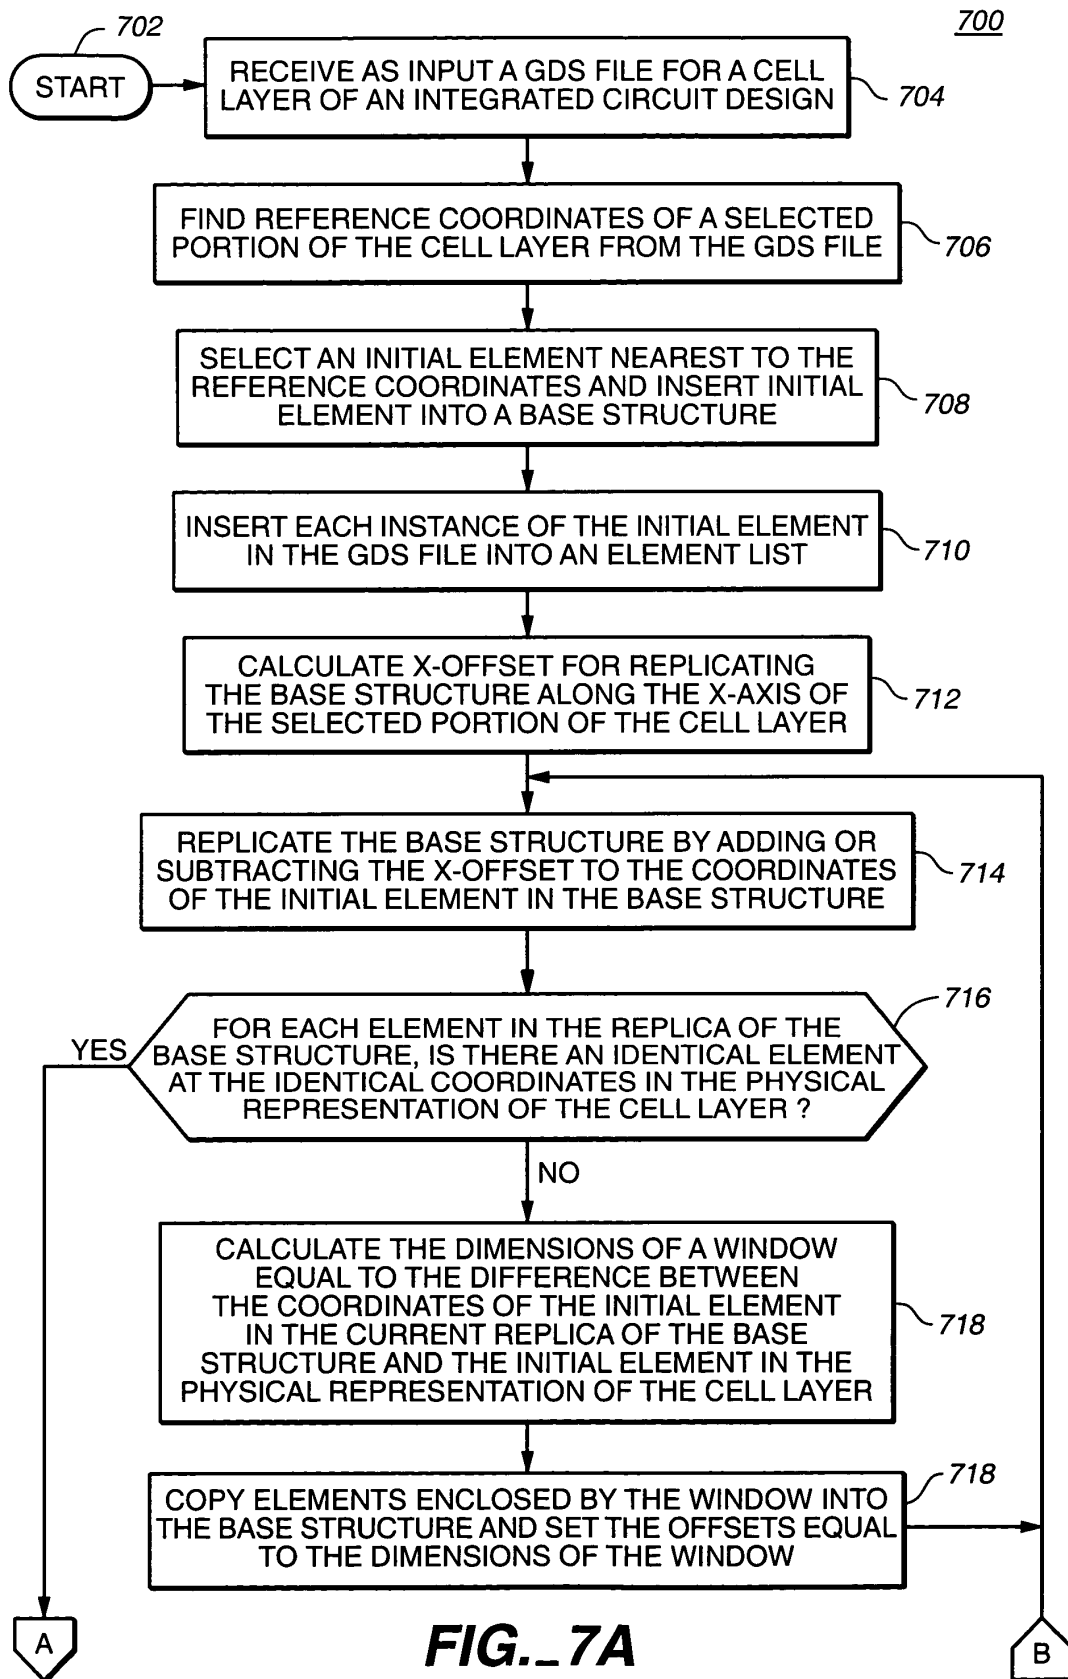 700
702
START
RECEIVE AS INPUT A GDS FILE FOR A CELL
LAYER OF AN INTEGRATED CIRCUIT DESIGN
704
FIND REFERENCE COORDINATES OF A SELECTED
PORTION OF THE CELL LAYER FROM THE GDS FILE
706
SELECT AN INITIAL ELEMENT NEAREST TO THE
REFERENCE COORDINATES AND INSERT INITIAL
ELEMENT INTO A BASE STRUCTURE
708
INSERT EACH INSTANCE OF THE INITIAL ELEMENT
IN THE GDS FILE INTO AN ELEMENT LIST
710
CALCULATE X-OFFSET FOR REPLICATING
THE BASE STRUCTURE ALONG THE X-AXIS OF
THE SELECTED PORTION OF THE CELL LAYER
712
REPLICATE THE BASE STRUCTURE BY ADDING OR
SUBTRACTING THE X-OFFSET TO THE COORDINATES
OF THE INITIAL ELEMENT IN THE BASE STRUCTURE
714
716
FOR EACH ELEMENT IN THE REPLICA OF THE
BASE STRUCTURE, IS THERE AN IDENTICAL ELEMENT
AT THE IDENTICAL COORDINATES IN THE PHYSICAL
REPRESENTATION OF THE CELL LAYER ?
YES
NO
CALCULATE THE DIMENSIONS OF A WINDOW
EQUAL TO THE DIFFERENCE BETWEEN
THE COORDINATES OF THE INITIAL ELEMENT
IN THE CURRENT REPLICA OF THE BASE
STRUCTURE AND THE INITIAL ELEMENT IN THE
PHYSICAL REPRESENTATION OF THE CELL LAYER
718
COPY ELEMENTS ENCLOSED BY THE WINDOW INTO
THE BASE STRUCTURE AND SET THE OFFSETS EQUAL
TO THE DIMENSIONS OF THE WINDOW
718
A
FIG._7A
B